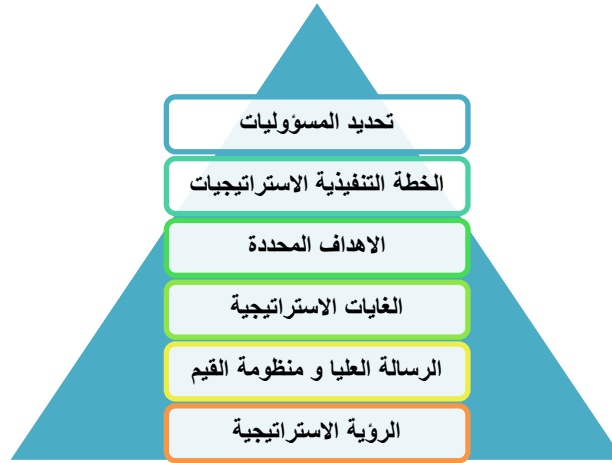 تحديد المسؤوليات
الخطة التنفيذية الاستراتيجيات
الاهداف المحددة
الغايات الاستراتيجية
الرسالة العليا و منظومة القيم
الرؤية الاستراتيجية